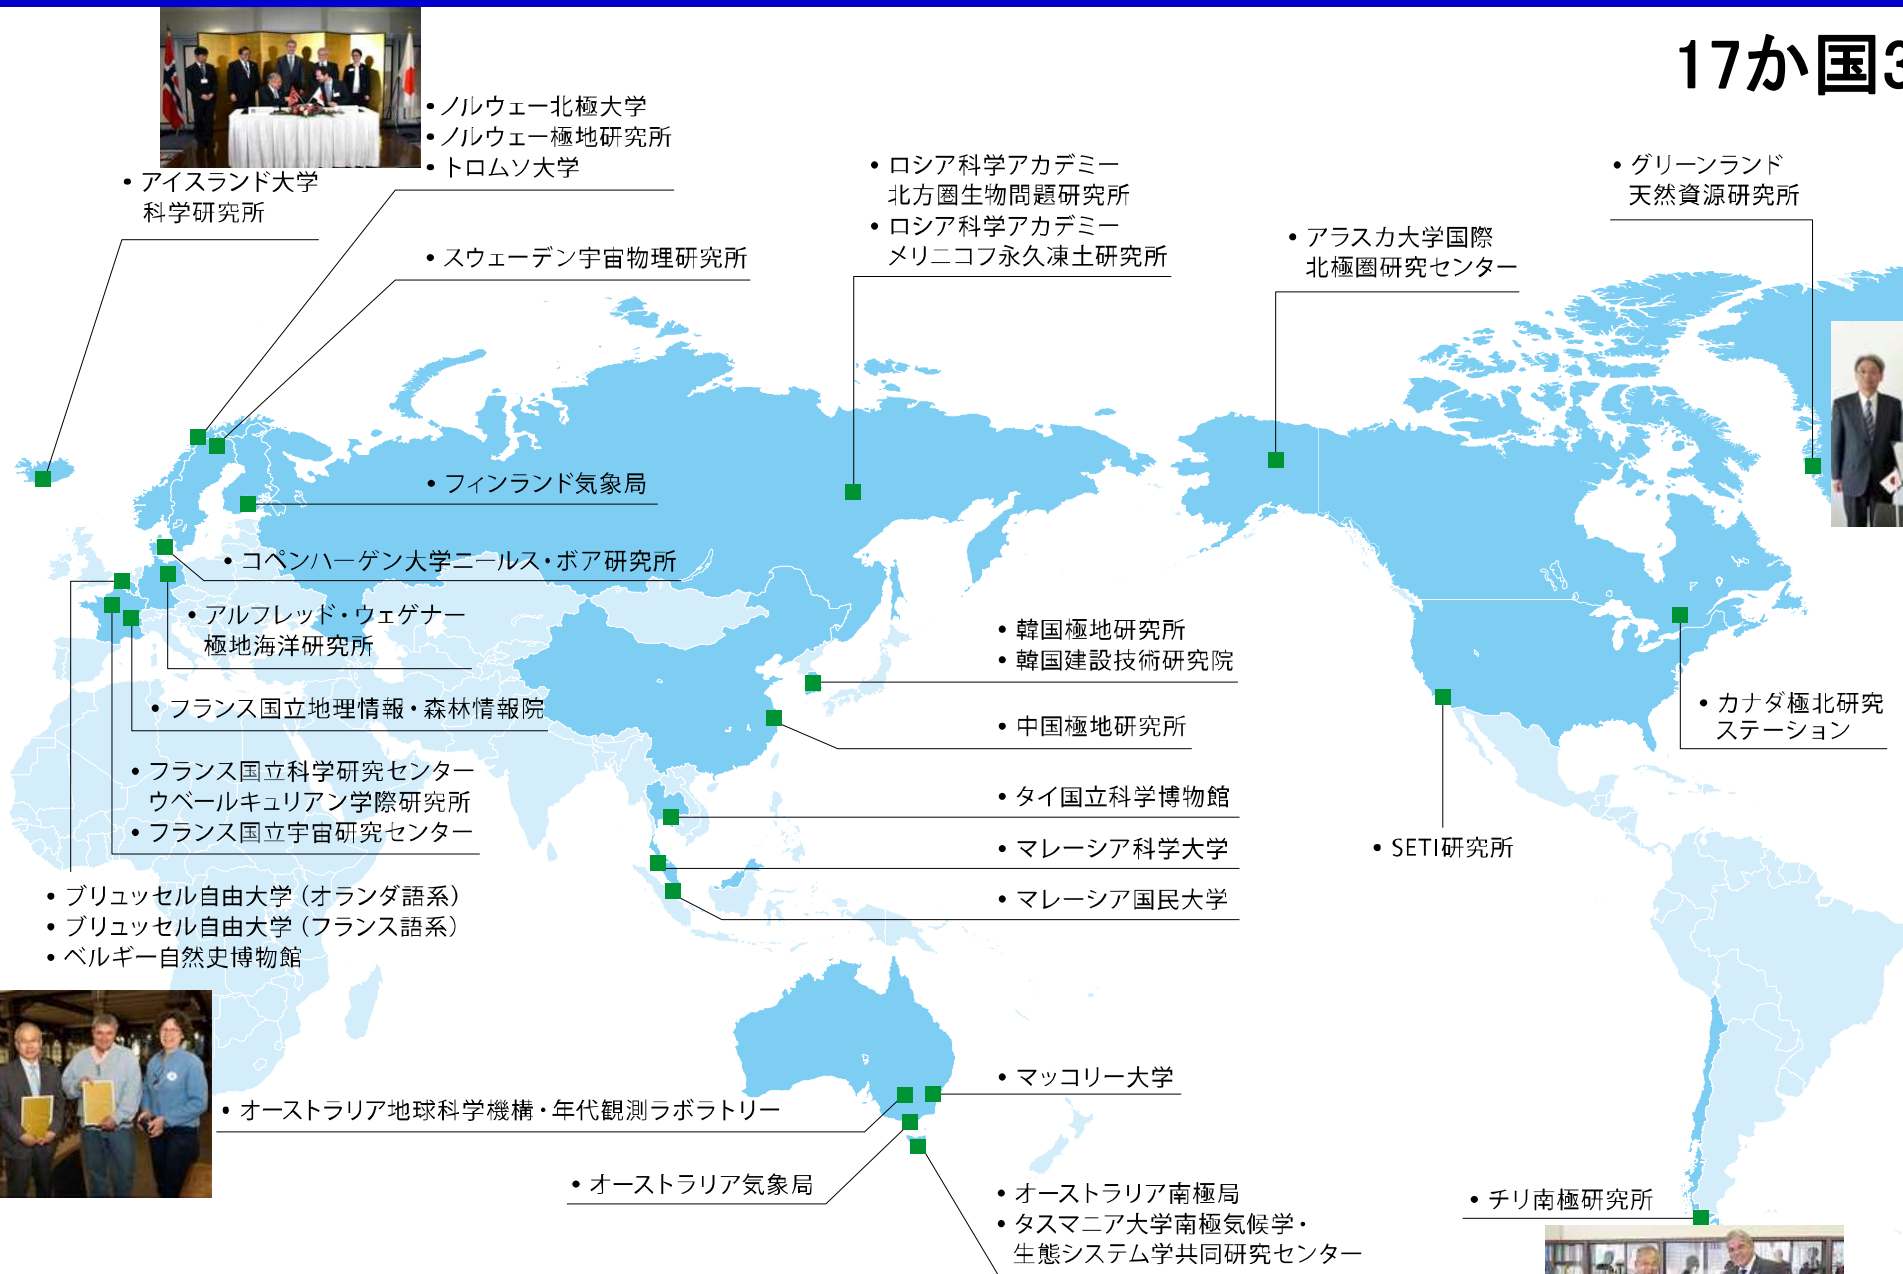 17か国3
• ノルウェー北極大学
• ノルウェー極地研究所
• トロムソ大学
• アイスランド大学
科学研究所
• スウェーデン宇宙物理研究所
• ロシア科学アカデミー
北方圏生物問題研究所
• ロシア科学アカデミー
メリニコフ永久凍土研究所
• アラスカ大学国際
北極圏研究センター
• グリーンランド
天然資源研究所
• フィンランド気象局
• コペンハーゲン大学ニールス・ボア研究所
• アルフレッド・ウェゲナー
極地海洋研究所
• フランス国立地理情報・森林情報院
• フランス国立科学研究センター
ウベールキュリアン学際研究所
• フランス国立宇宙研究センター
• ブリュッセル自由大学（オランダ語系）
• ブリュッセル自由大学（フランス語系）
• ベルギー自然史博物館
• 韓国極地研究所
• 韓国建設技術研究院
• 中国極地研究所
• タイ国立科学博物館
• マレーシア科学大学
• マレーシア国民大学
• カナダ極北研究
ステーション
• SETI研究所
• マッコリー大学
• オーストラリア地球科学機構・年代観測ラボラトリー
• オーストラリア気象局
• オーストラリア南極局
• タスマニア大学南極気候学・
生態システム学共同研究センター
• チリ南極研究所